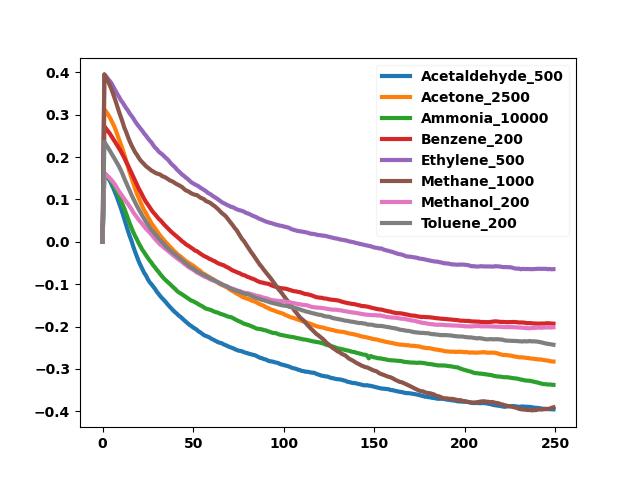 0.4
0.3
0.2
0.1
0.0
−0.1
−0.2
−0.3
−0.4
0
50
100
150
200
250
Acetaldehyde_500
Acetone_2500
Ammonia_10000
Benzene_200
Ethylene_500
Methane_1000
Methanol_200
Toluene_200